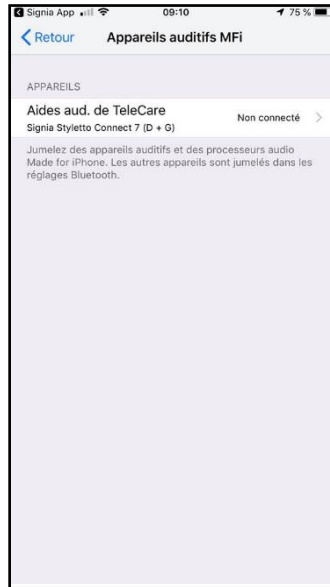 Signia App 09:10 75 %
Retour Appareils auditifs MFi
APPAREILS
Aides aud. de TeleCare
Signia Styletto Connect 7 (D + G) Non connecté
Jumelez des appareils auditifs et des processeurs audio
Made for iPhone. Les autres appareils sont jumelés dans les
réglages Bluetooth.